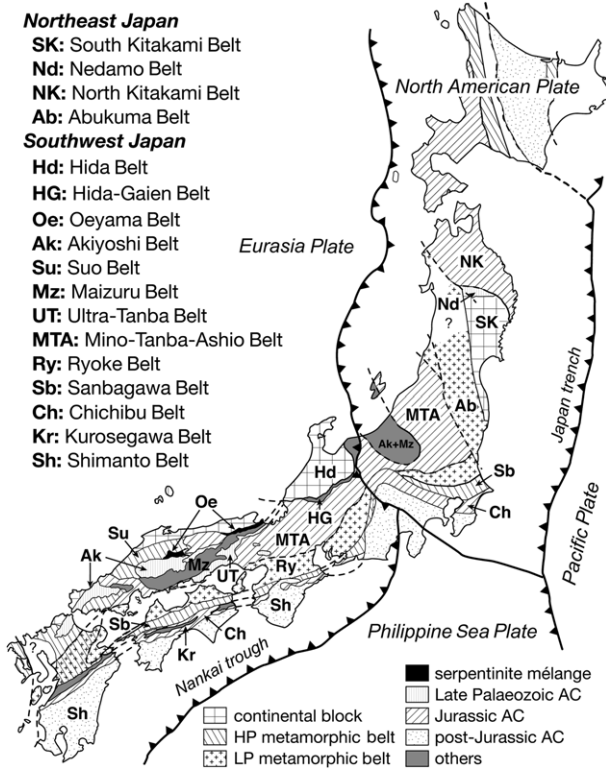 Northeast Japan
SK: South Kitakami Belt
Nd: Nedamo Belt
NK: North Kitakami Belt
Ab: Abukuma Belt
Southwest Japan
Hd: Hida Belt
HG: Hida-Gaien Belt
Oe: Oeyama Belt
Ak: Akiyoshi Belt
Su: Suo Belt
Mz: Maizuru Belt
UT: Ultra-Tanba Belt
MTA: Mino-Tanba-Ashio Belt
Ry: Ryoke Belt
Sb: Sanbagawa Belt
Ch: Chichibu Belt
Kr: Kurosegawa Belt
Sh: Shimanto Belt
North American Plate
Eurasia Plate
NK
Nd
?
SK
MTA
Ab
Ak+Mz
Japan trench
Pacific Plate
Hd
Sb
Ch
HG
Oe
Su
MTA
Ak
Mz
UT
Ry
Sh
Sb
Ch
Kr
?
Sh
Nankai trough
Philippine Sea Plate
serpentinite mélange
Late Palaeozoic AC
continental block
Jurassic AC
HP metamorphic belt
post-Jurassic AC
LP metamorphic belt
others